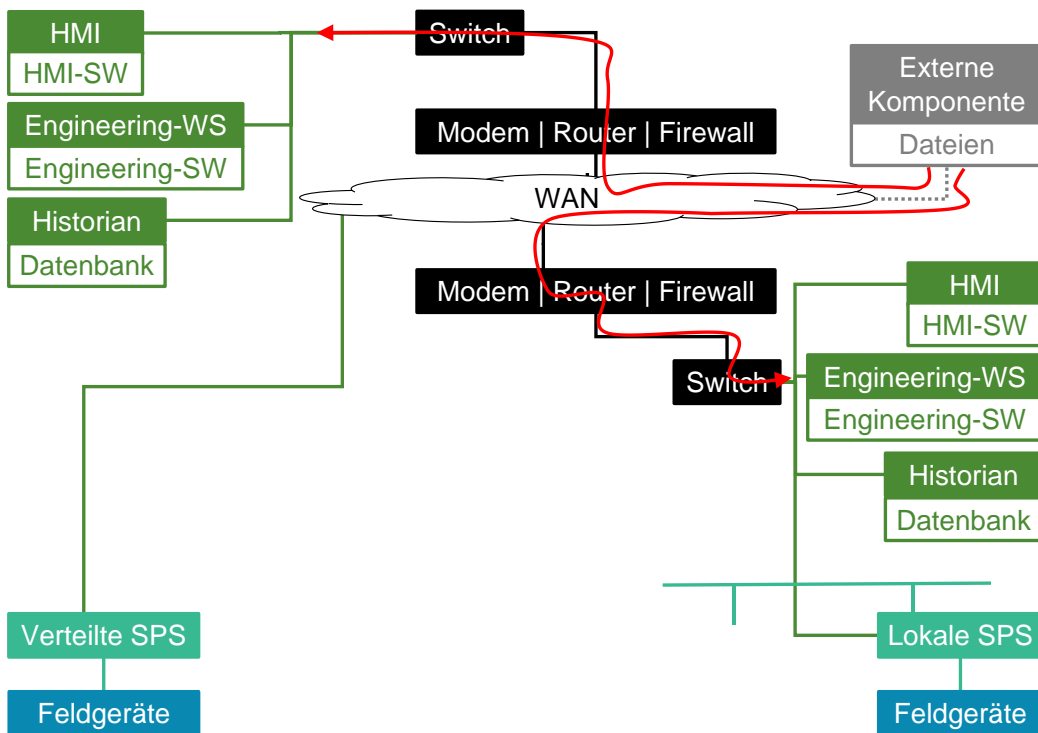 HMI
HMI-SW
Engineering-WS
Engineering-SW
Historian
Datenbank
Switch
Modem | Router | Firewall
WAN
Modem | Router | Firewall
Switch
Externe
Komponente
Dateien
HMI
HMI-SW
Engineering-WS
Engineering-SW
Historian
Datenbank
Verteilte SPS
Feldgeräte
Lokale SPS
Feldgeräte